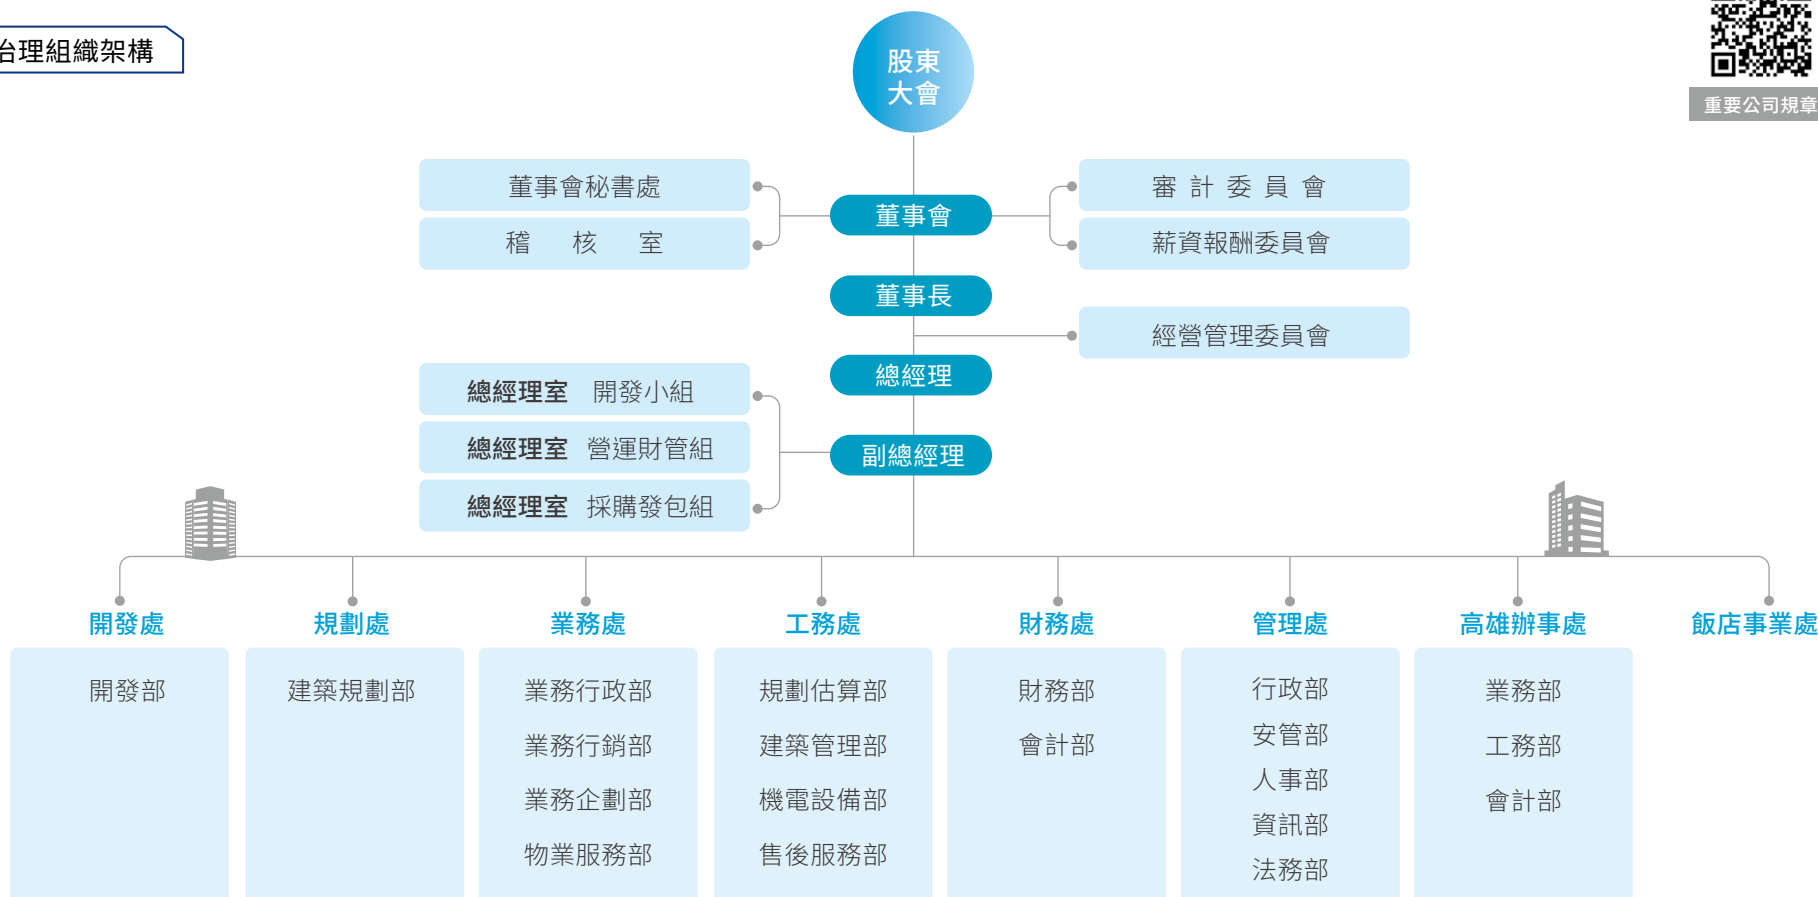 治理組織架構
重要公司規章
股東
大會
董事會秘書處
稽核室
董事會
審計委員會
薪資報酬委員會
董事長
經營管理委員會
總經理
總經理室 開發小組
總經理室 營運財管組
總經理室 採購發包組
副總經理
開發處
開發部
規劃處
建築規劃部
業務處
業務行政部
業務行銷部
業務企劃部
物業服務部
工務處
規劃估算部
建築管理部
機電設備部
售後服務部
財務處
財務部
會計部
管理處
行政部
安管部
人事部
資訊部
法務部
高雄辦事處
業務部
工務部
會計部
飯店事業處